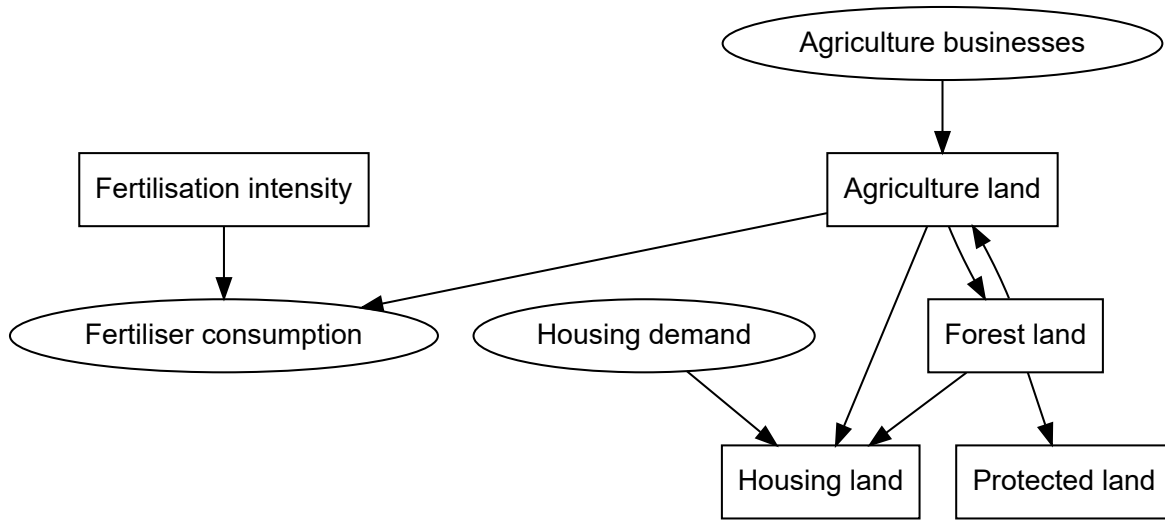 Agriculture businesses
Fertilisation intensity
Agriculture land
Fertiliser consumption
Housing demand
Forest land
Housing land
Protected land